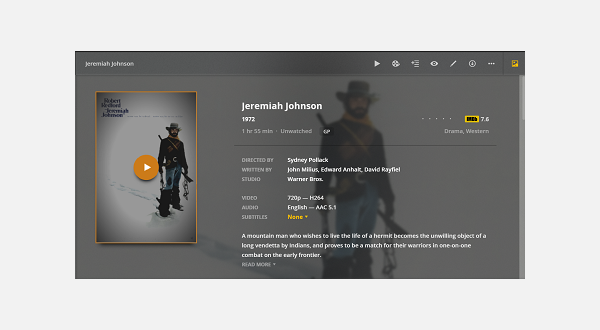 Jeremiah Johnson
Robert
Redford
Jeremiah
Johnson
Jeremiah Johnson
1972
IMDb 7.6
1 hr 55 min · Unwatched GP
Drama, Western
DIRECTED BY Sydney Pollack
WRITTEN BY John Milius, Edward Anhalt, David Rayfiel
STUDIO Warner Bros.
VIDEO 720p — H264
AUDIO English — AAC 5.1
SUBTITLES None
A mountain man who wishes to live the life of a hermit becomes the unwilling object of a
long vendetta by Indians, and proves to be a match for their warriors in one-on-one
combat on the early frontier.
READ MORE